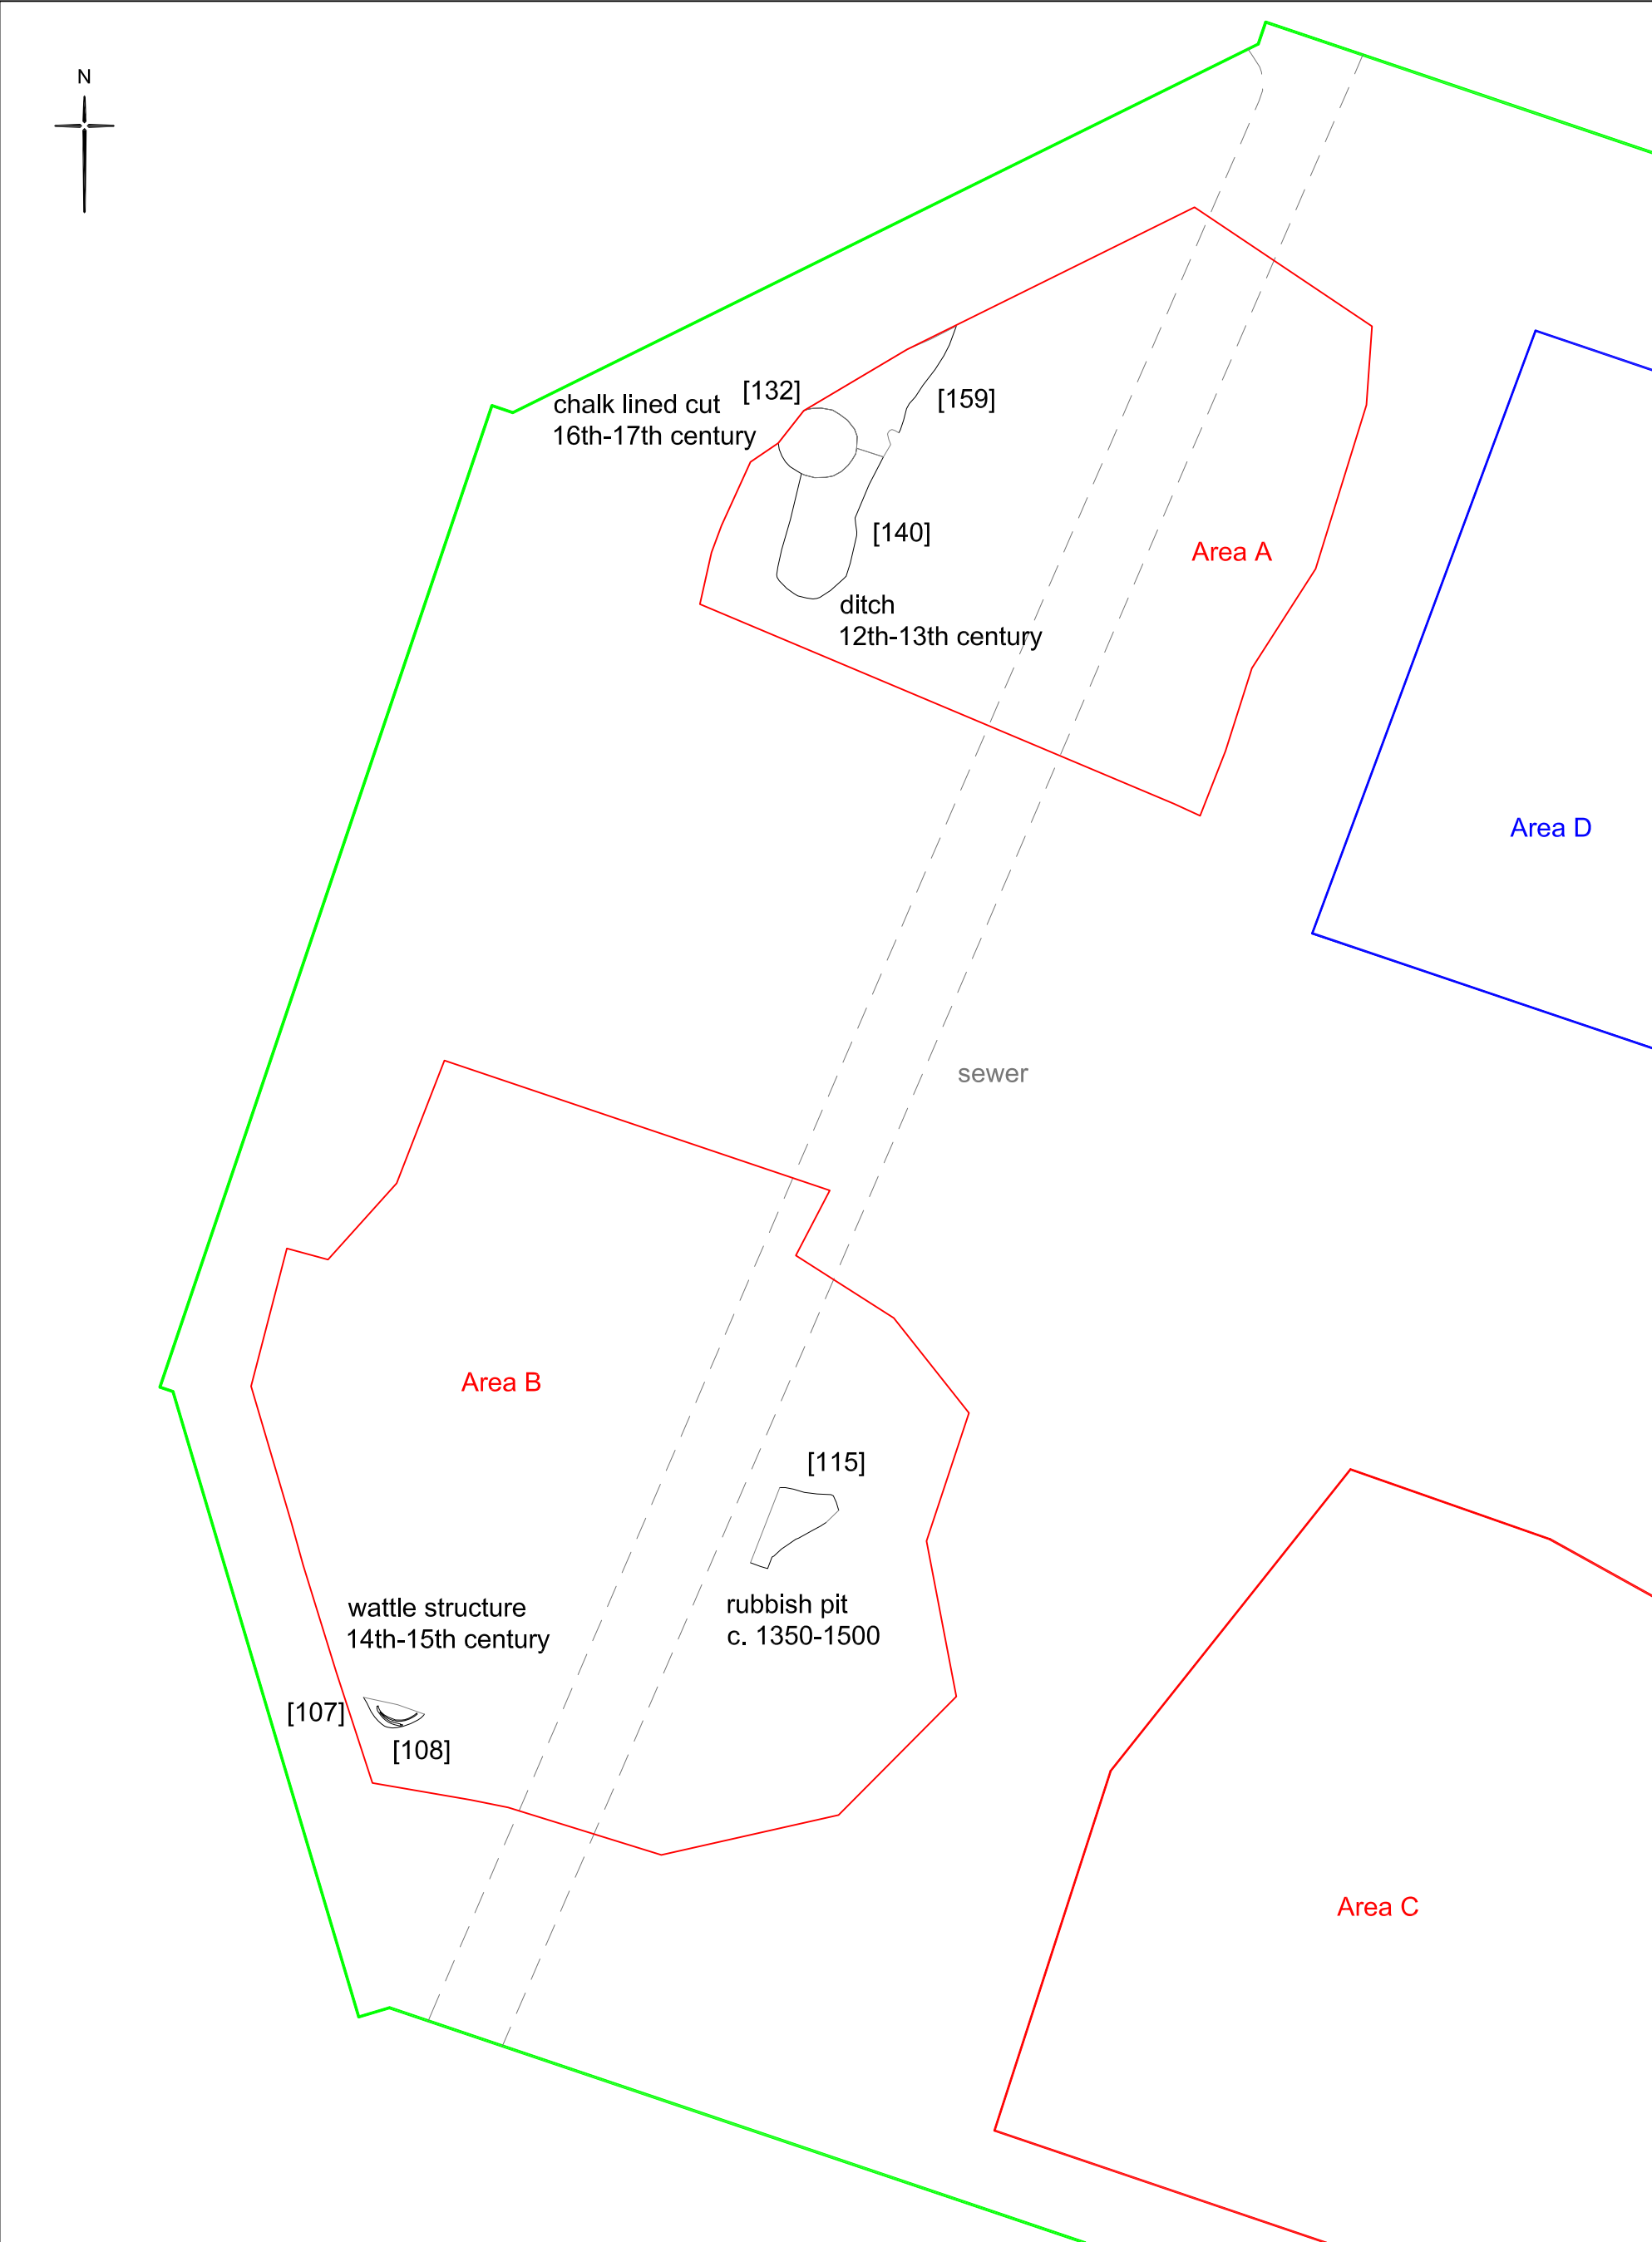 N
[132]
chalk lined cut
16th-17th century
[159]
[140]
Area A
ditch
12th-13th century
Area D
sewer
Area B
[115]
rubbish pit
c. 1350-1500
wattle structure
14th-15th century
[107]
[108]
Area C